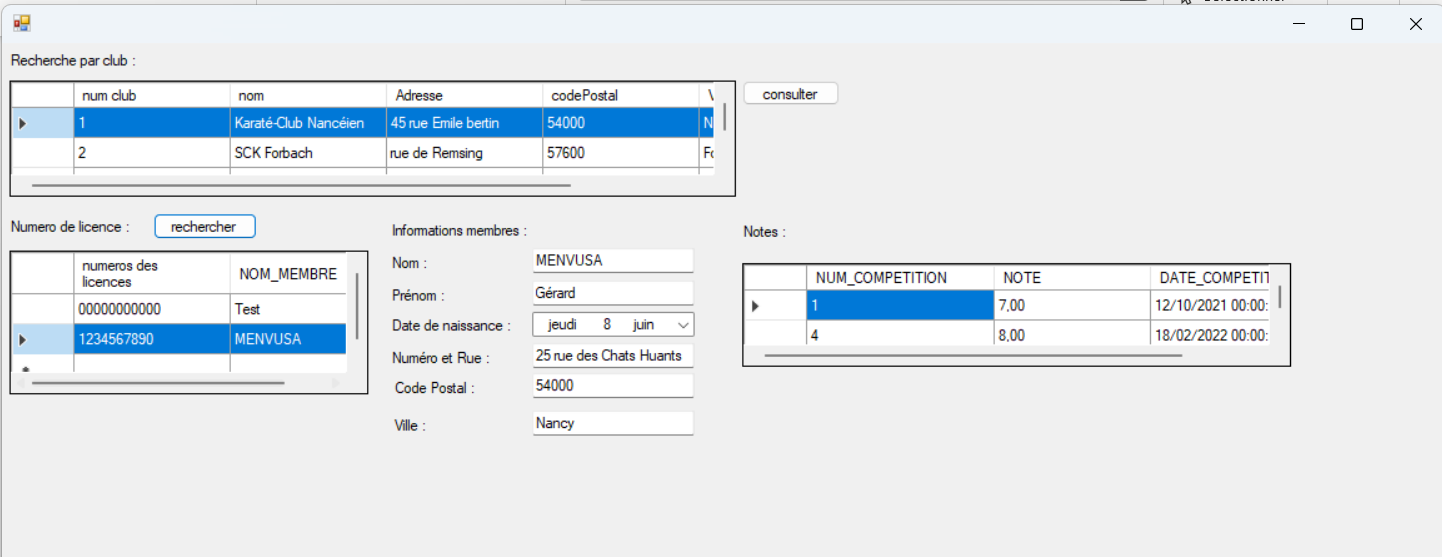 Recherche par club :
num club nom Adresse codePostal
1 Karaté-Club Nancéien 45 rue Emile bertin 54000 N
2 SCK Forbach rue de Remsing 57600
consulter
Numero de licence : rechercher
numeros des
licences
NOM_MEMBRE
00000000000 Test
1234567890 MENVUSA
Informations membres :
Nom : MENVUSA
Prénom : Gérard
Date de naissance : jeudi 8 juin
Numéro et Rue : 25 rue des Chats Huants
Code Postal : 54000
Ville : Nancy
Notes :
NUM_COMPETITION NOTE DATE_COMPETIT
1 7,00 12/10/2021 00:00:
4 8,00 18/02/2022 00:00: